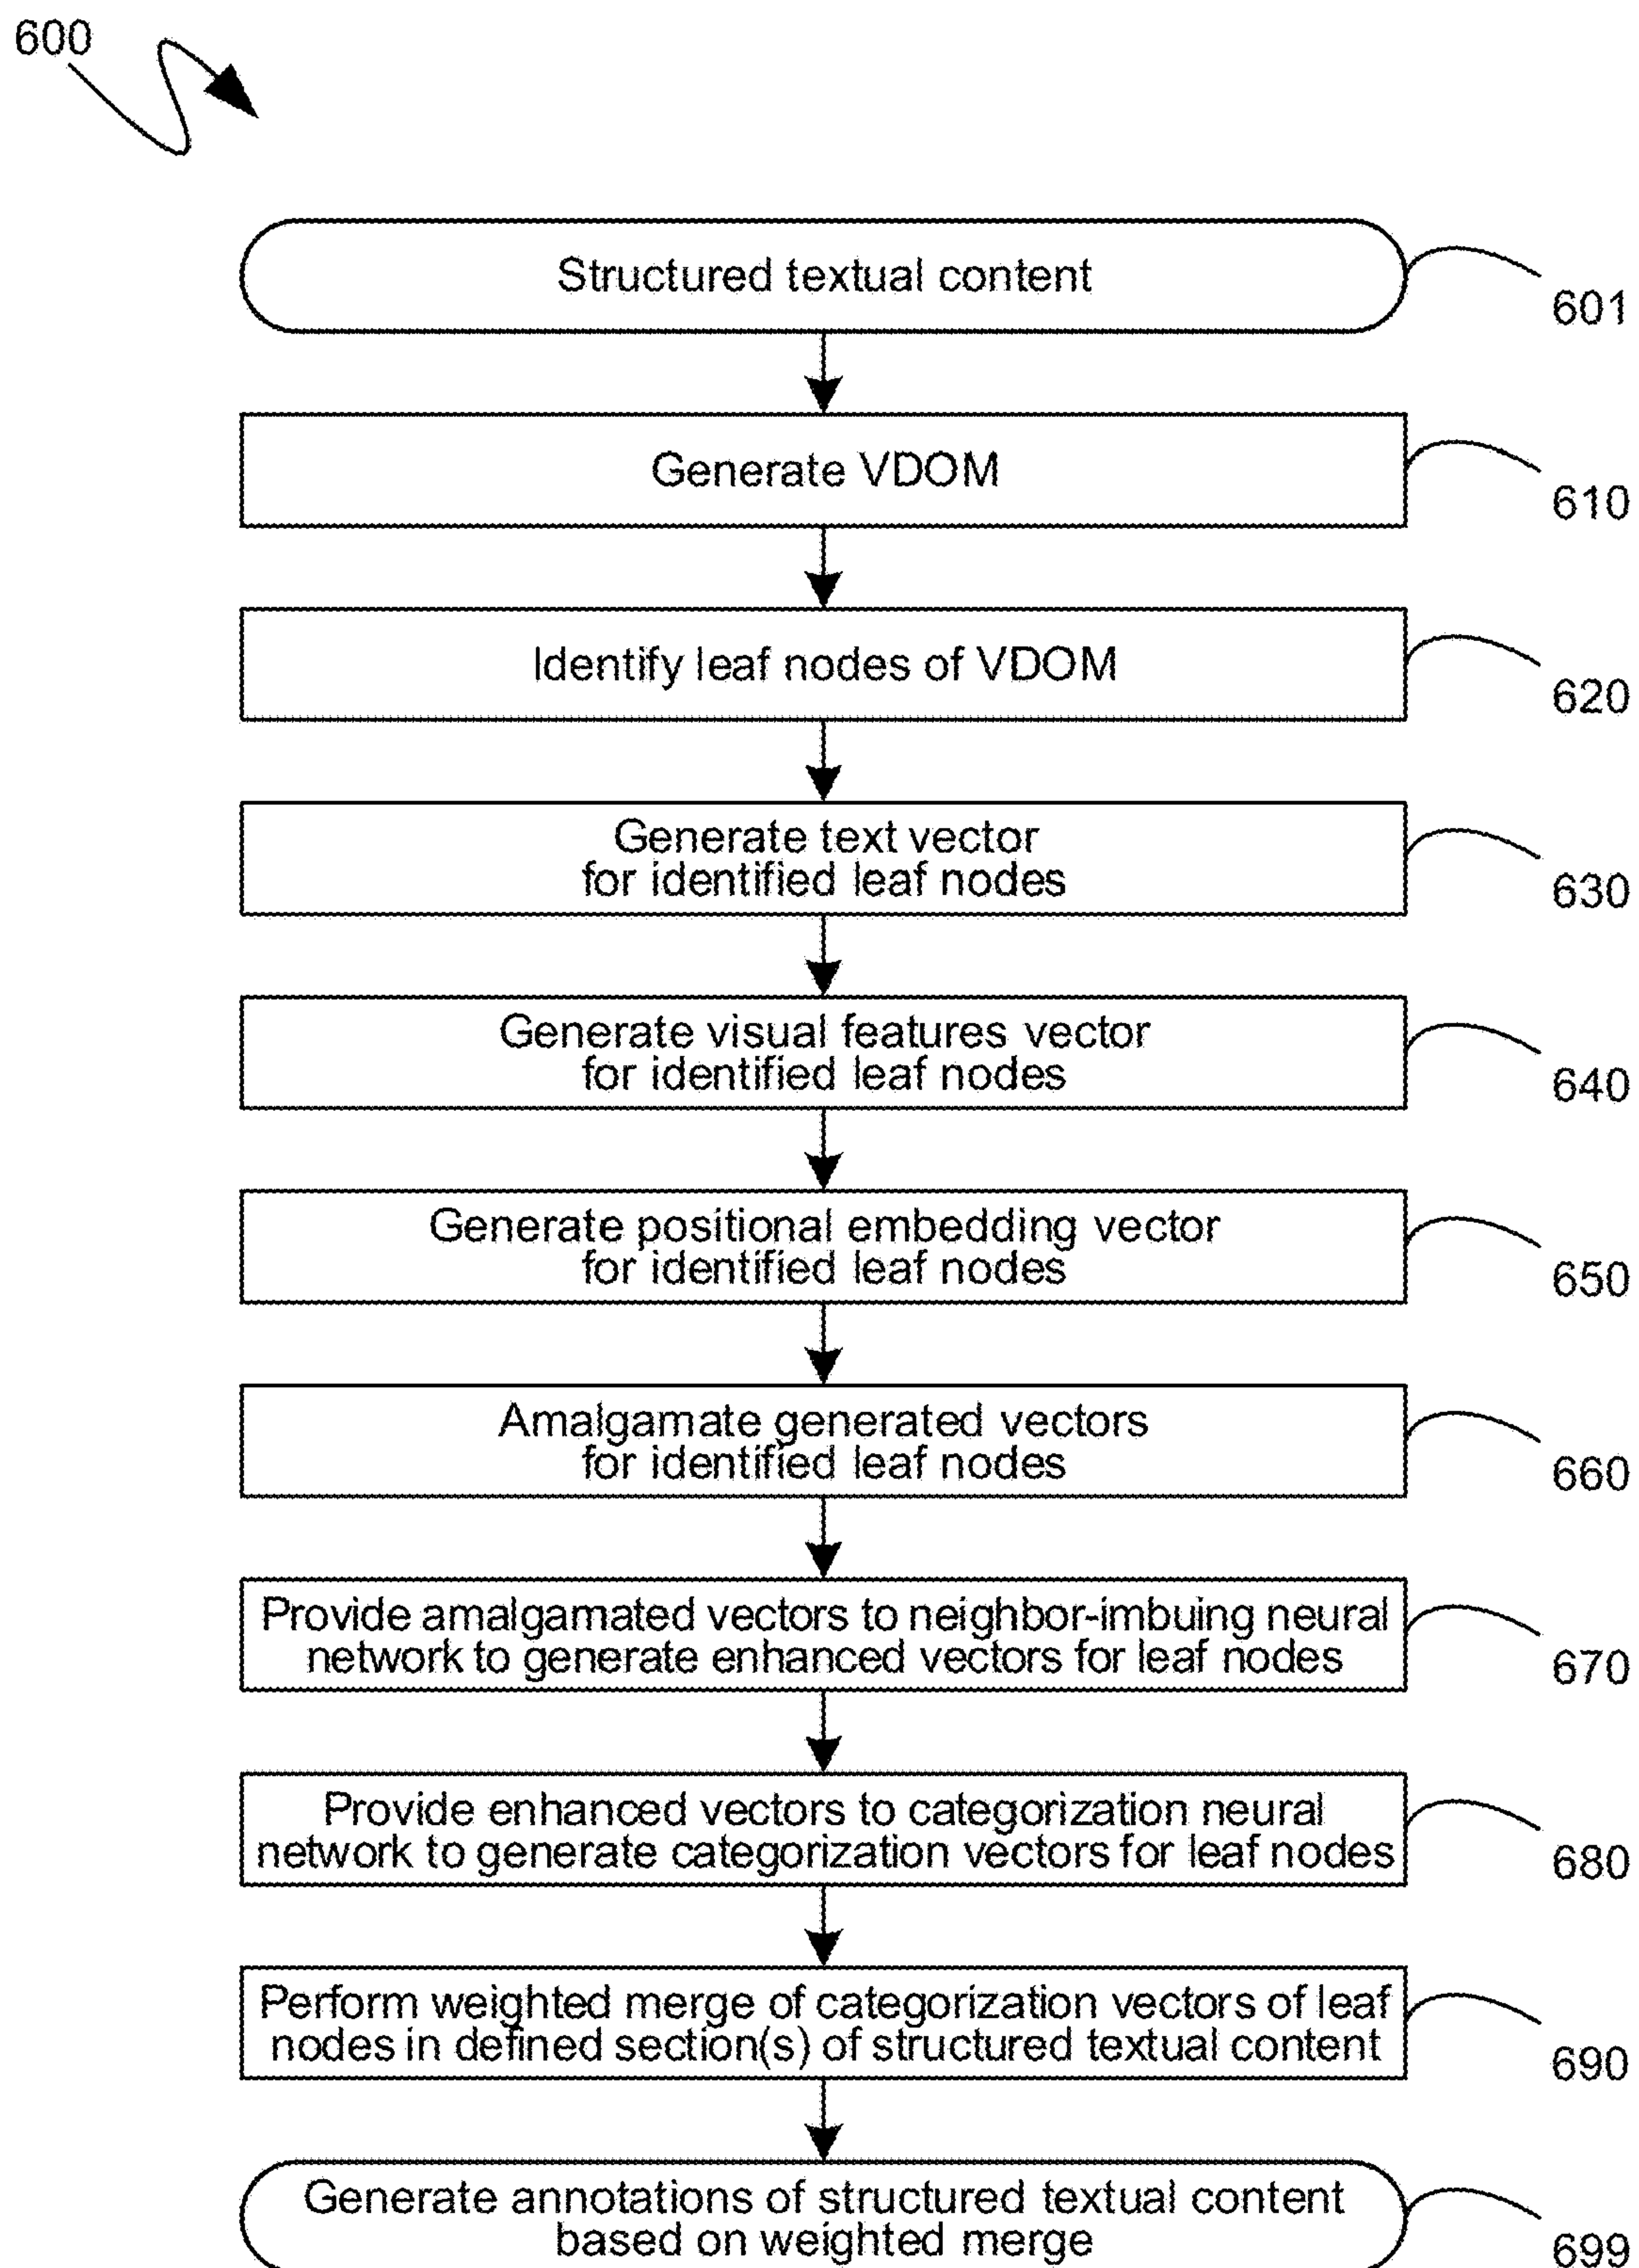 600
Structured textual content
601
Generate VDOM
610
Identify leaf nodes of VDOM
620
Generate text vector
for identified leaf nodes
630
Generate visual features vector
for identified leaf nodes
640
Generate positional embedding vector
for identified leaf nodes
650
Amalgamate generated vectors
for identified leaf nodes
660
Provide amalgamated vectors to neighbor-imbuing neural
network to generate enhanced vectors for leaf nodes
670
Provide enhanced vectors to categorization neural
network to generate categorization vectors for leaf nodes
680
Perform weighted merge of categorization vectors of leaf
nodes in defined section(s) of structured textual content
690
Generate annotations of structured textual content
based on weighted merge
699